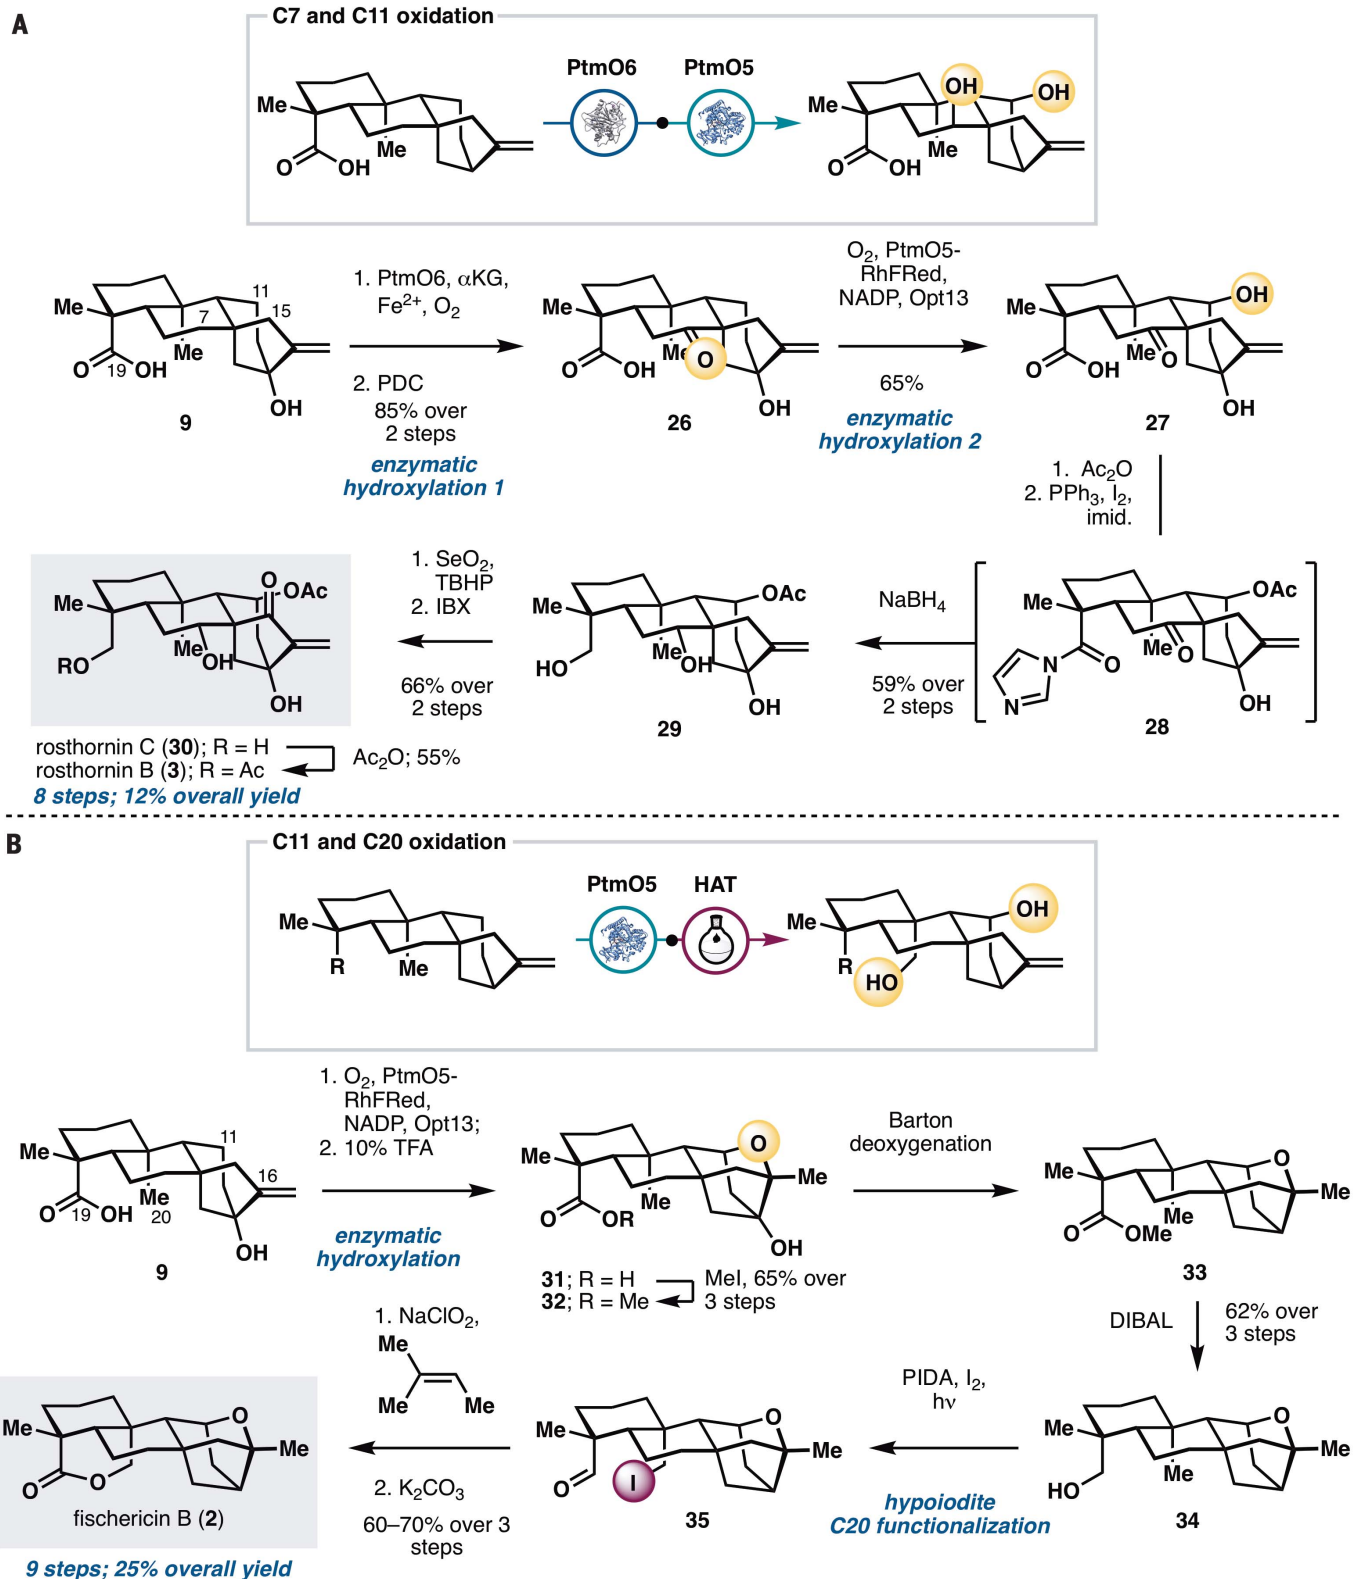 A
C7 and C11 oxidation
PtmO6
PtmO5
Me
Me
O
OH
OH
OH
Me
Me
O
OH
Me
Me
O
OH
19
7
11
15
OH
9
1. PtmO6, αKG,
Fe2+, O2
2. PDC
85% over
2 steps
enzymatic
hydroxylation 1
Me
Me
O
O
OH
OH
26
O2, PtmO5-
RhFRed,
NADP, Opt13
65%
enzymatic
hydroxylation 2
OH
Me
Me
O
O
OH
OH
27
1. Ac2O
2. PPh3, I2,
imid.
OAc
Me
Me
O
O
N
N
OH
28
NaBH4
59% over
2 steps
OAc
Me
Me
OH
HO
OH
29
1. SeO2,
TBHP
2. IBX
66% over
2 steps
O
OAc
Me
Me
OH
RO
OH
rosthornin C (30); R = H
rosthornin B (3); R = Ac
Ac2O; 55%
8 steps; 12% overall yield
B
C11 and C20 oxidation
PtmO5
HAT
Me
R
Me
OH
Me
R
HO
Me
11
16
Me
20
O
19
OH
OH
9
1. O2, PtmO5-
RhFRed,
NADP, Opt13;
2. 10% TFA
enzymatic
hydroxylation
O
Me
Me
Me
O
OR
OH
31; R = H
32; R = Me
MeI, 65% over
3 steps
Barton
deoxygenation
O
Me
Me
Me
O
OMe
33
DIBAL
62% over
3 steps
O
Me
Me
Me
HO
34
PIDA, I2,
hν
hypoiodite
C20 functionalization
O
Me
Me
O
I
35
1. NaClO2,
Me
Me
Me
2. K2CO3
60–70% over 3
steps
O
Me
Me
O
O
fischericin B (2)
9 steps; 25% overall yield